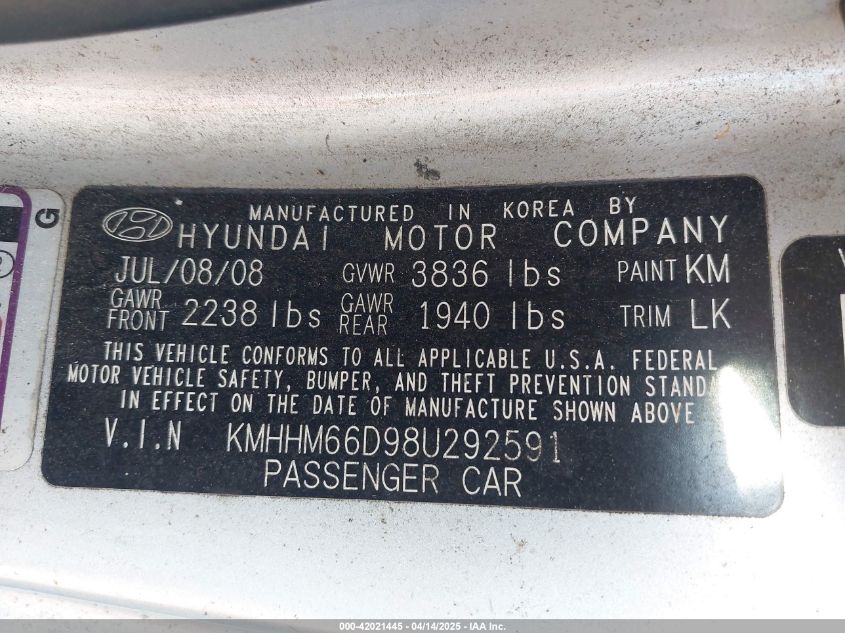 MANUFACTURED IN KOREA BY
HYUNDAI MOTOR COMPANY
JUL/08/08 GVWR 3836 lbs PAINT KM
GAWR FRONT 2238 lbs GAWR REAR 1940 lbs TRIM LK
THIS VEHICLE CONFORMS TO ALL APPLICABLE U.S.A. FEDERAL
MOTOR VEHICLE SAFETY, BUMPER, AND THEFT PREVENTION STANDA
IN EFFECT ON THE DATE OF MANUFACTURE SHOWN ABOVE
V.I.N KMHHM66D98U292591
PASSENGER CAR
G
000-42021445 - 04/14/2025 - IAA Inc.